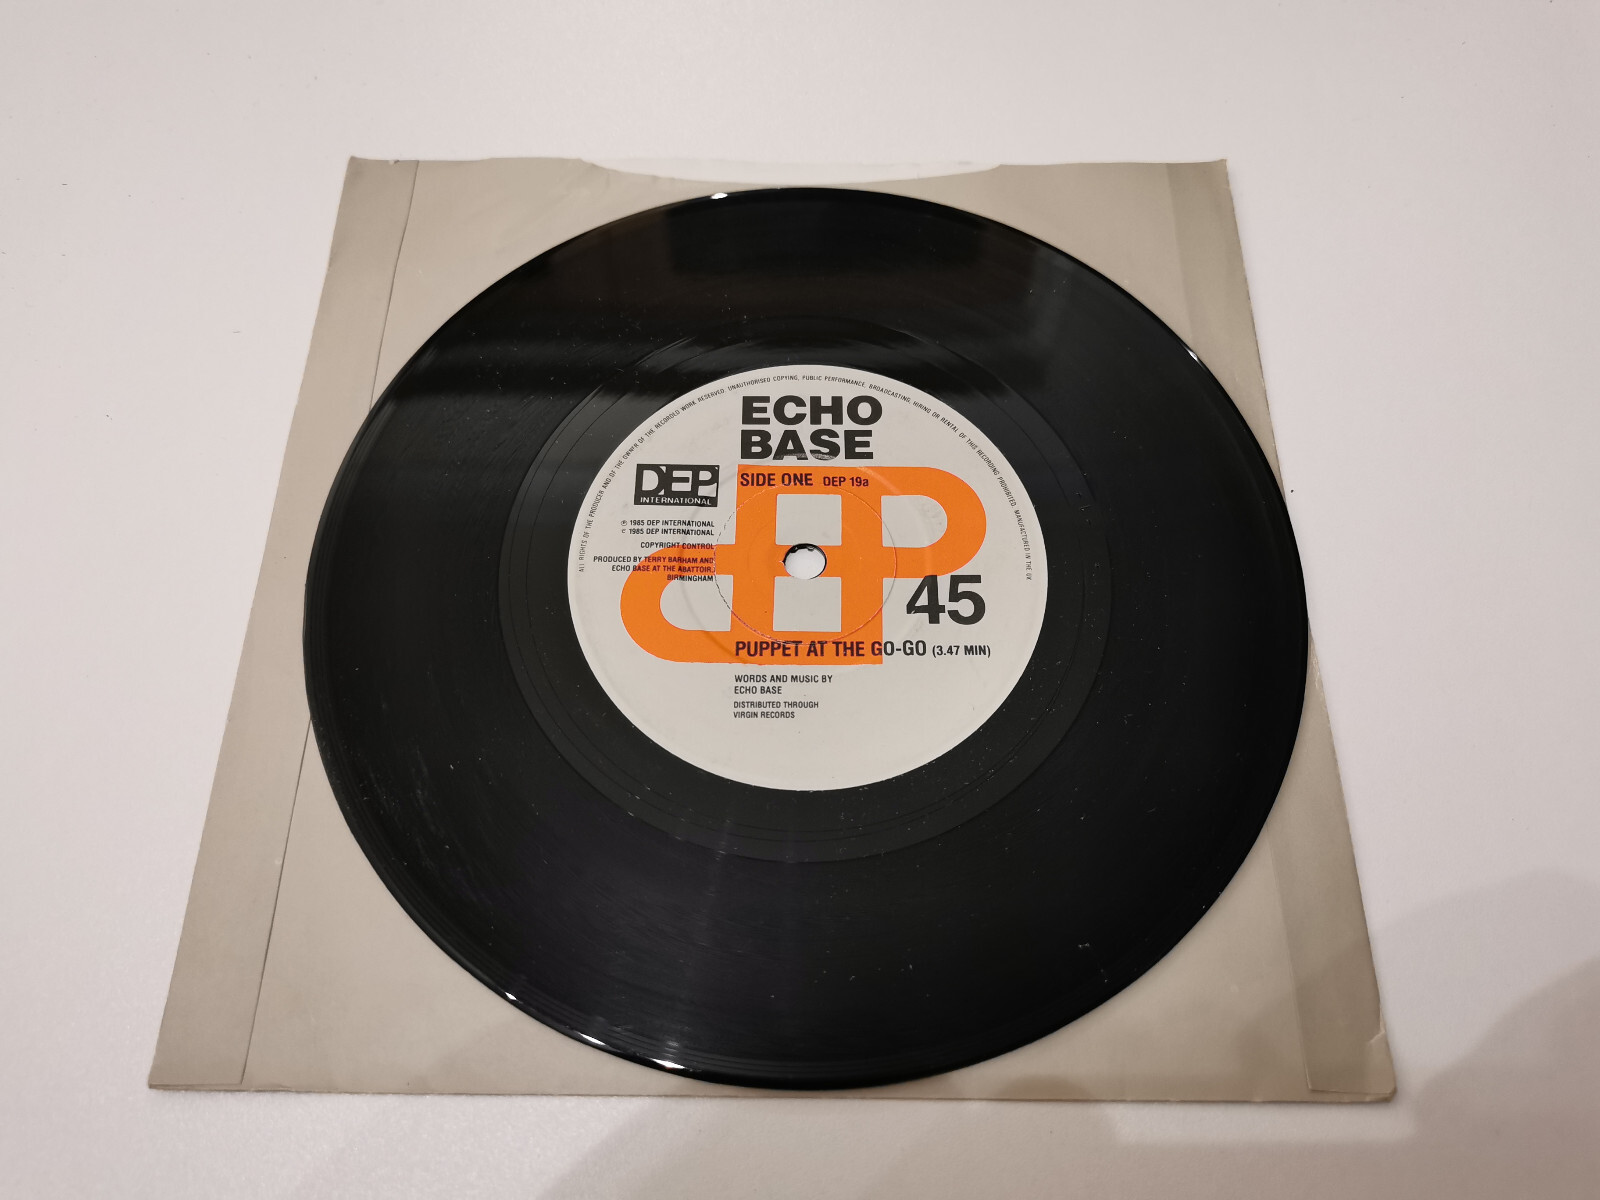 ALL RIGHTS OF THE PRODUCER AND OF THE OWNER OF THE RECORDED WORK RESERVED. UNAUTHORISED COPYING, PUBLIC PERFORMANCE, BROADCASTING, HIRING OR RENTAL OF THIS RECORDING PROHIBITED. MANUFACTURED IN THE UK
ECHO
BASE
DEP
INTERNATIONAL
SIDE ONE DEP 19a
℗ 1985 DEP INTERNATIONAL
© 1985 DEP INTERNATIONAL
COPYRIGHT CONTROL
PRODUCED BY TERRY BARHAM AND
ECHO BASE AT THE ABATTOIR,
BIRMINGHAM
45
PUPPET AT THE GO-GO (3.47 MIN)
WORDS AND MUSIC BY
ECHO BASE
DISTRIBUTED THROUGH
VIRGIN RECORDS